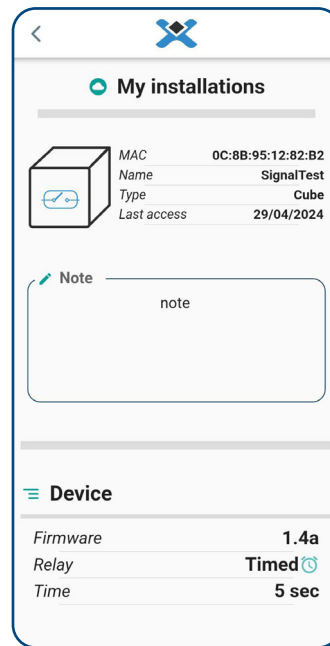 My installations
MAC 0C:8B:95:12:82:B2
Name SignalTest
Type Cube
Last access 29/04/2024
Note
note
Device
Firmware 1.4a
Relay Timed
Time 5 sec